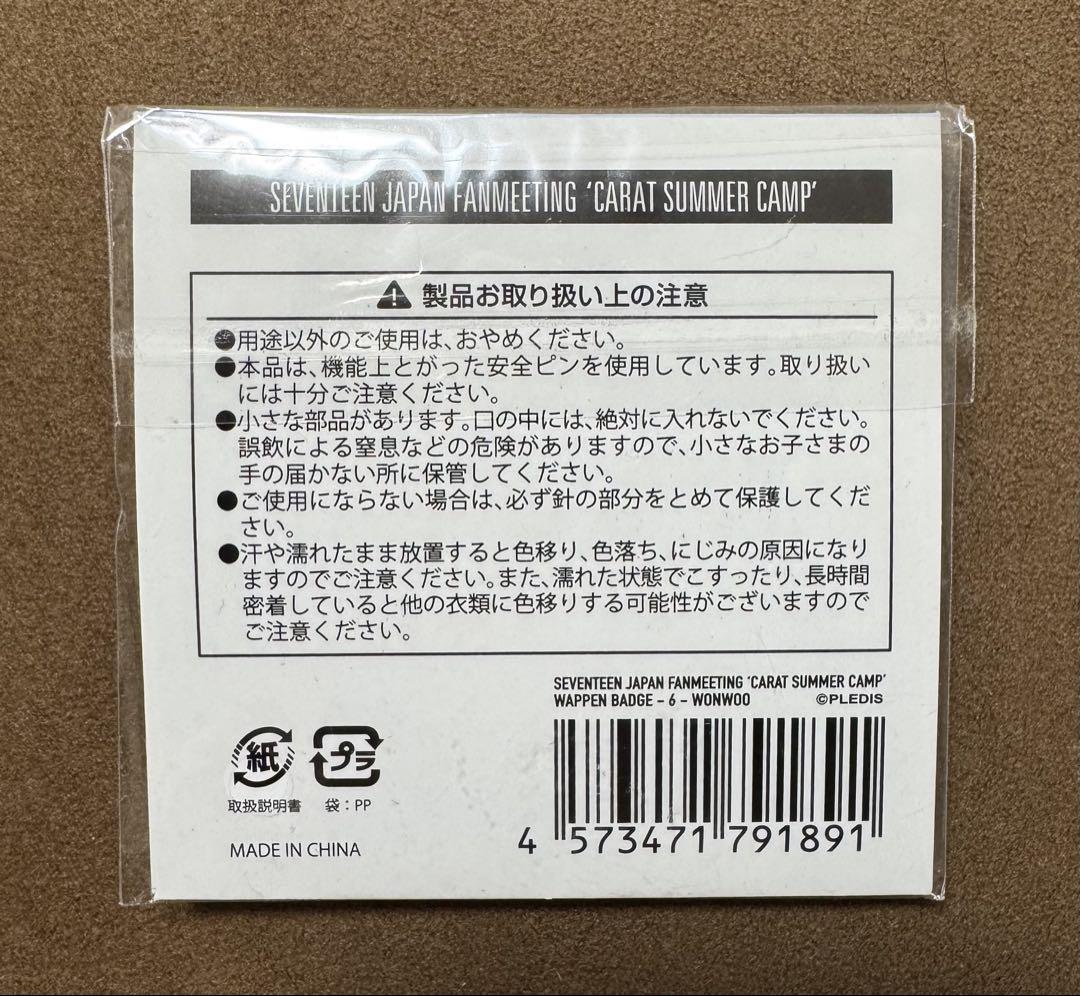 SEVENTEEN JAPAN FANMEETING ‘CARAT SUMMER CAMP’
製品お取り扱い上の注意
●用途以外のご使用は、おやめください。
●本品は、機能上とがった安全ピンを使用しています。取り扱い
には十分ご注意ください。
●小さな部品があります。口の中には、絶対に入れないでください。
誤飲による窒息などの危険がありますので、小さなお子さまの
手の届かない所に保管してください。
●ご使用にならない場合は、必ず針の部分をとめて保護してくだ
さい。
●汗や濡れたまま放置すると色移り、色落ち、にじみの原因になり
ますのでご注意ください。また、濡れた状態でこすったり、長時間
密着していると他の衣類に色移りする可能性がございますので
ご注意ください。
SEVENTEEN JAPAN FANMEETING ‘CARAT SUMMER CAMP’
WAPPEN BADGE – 6 – WONWOO ©PLEDIS
紙 プラ
取扱説明書 袋：PP
MADE IN CHINA
4 573471 791891